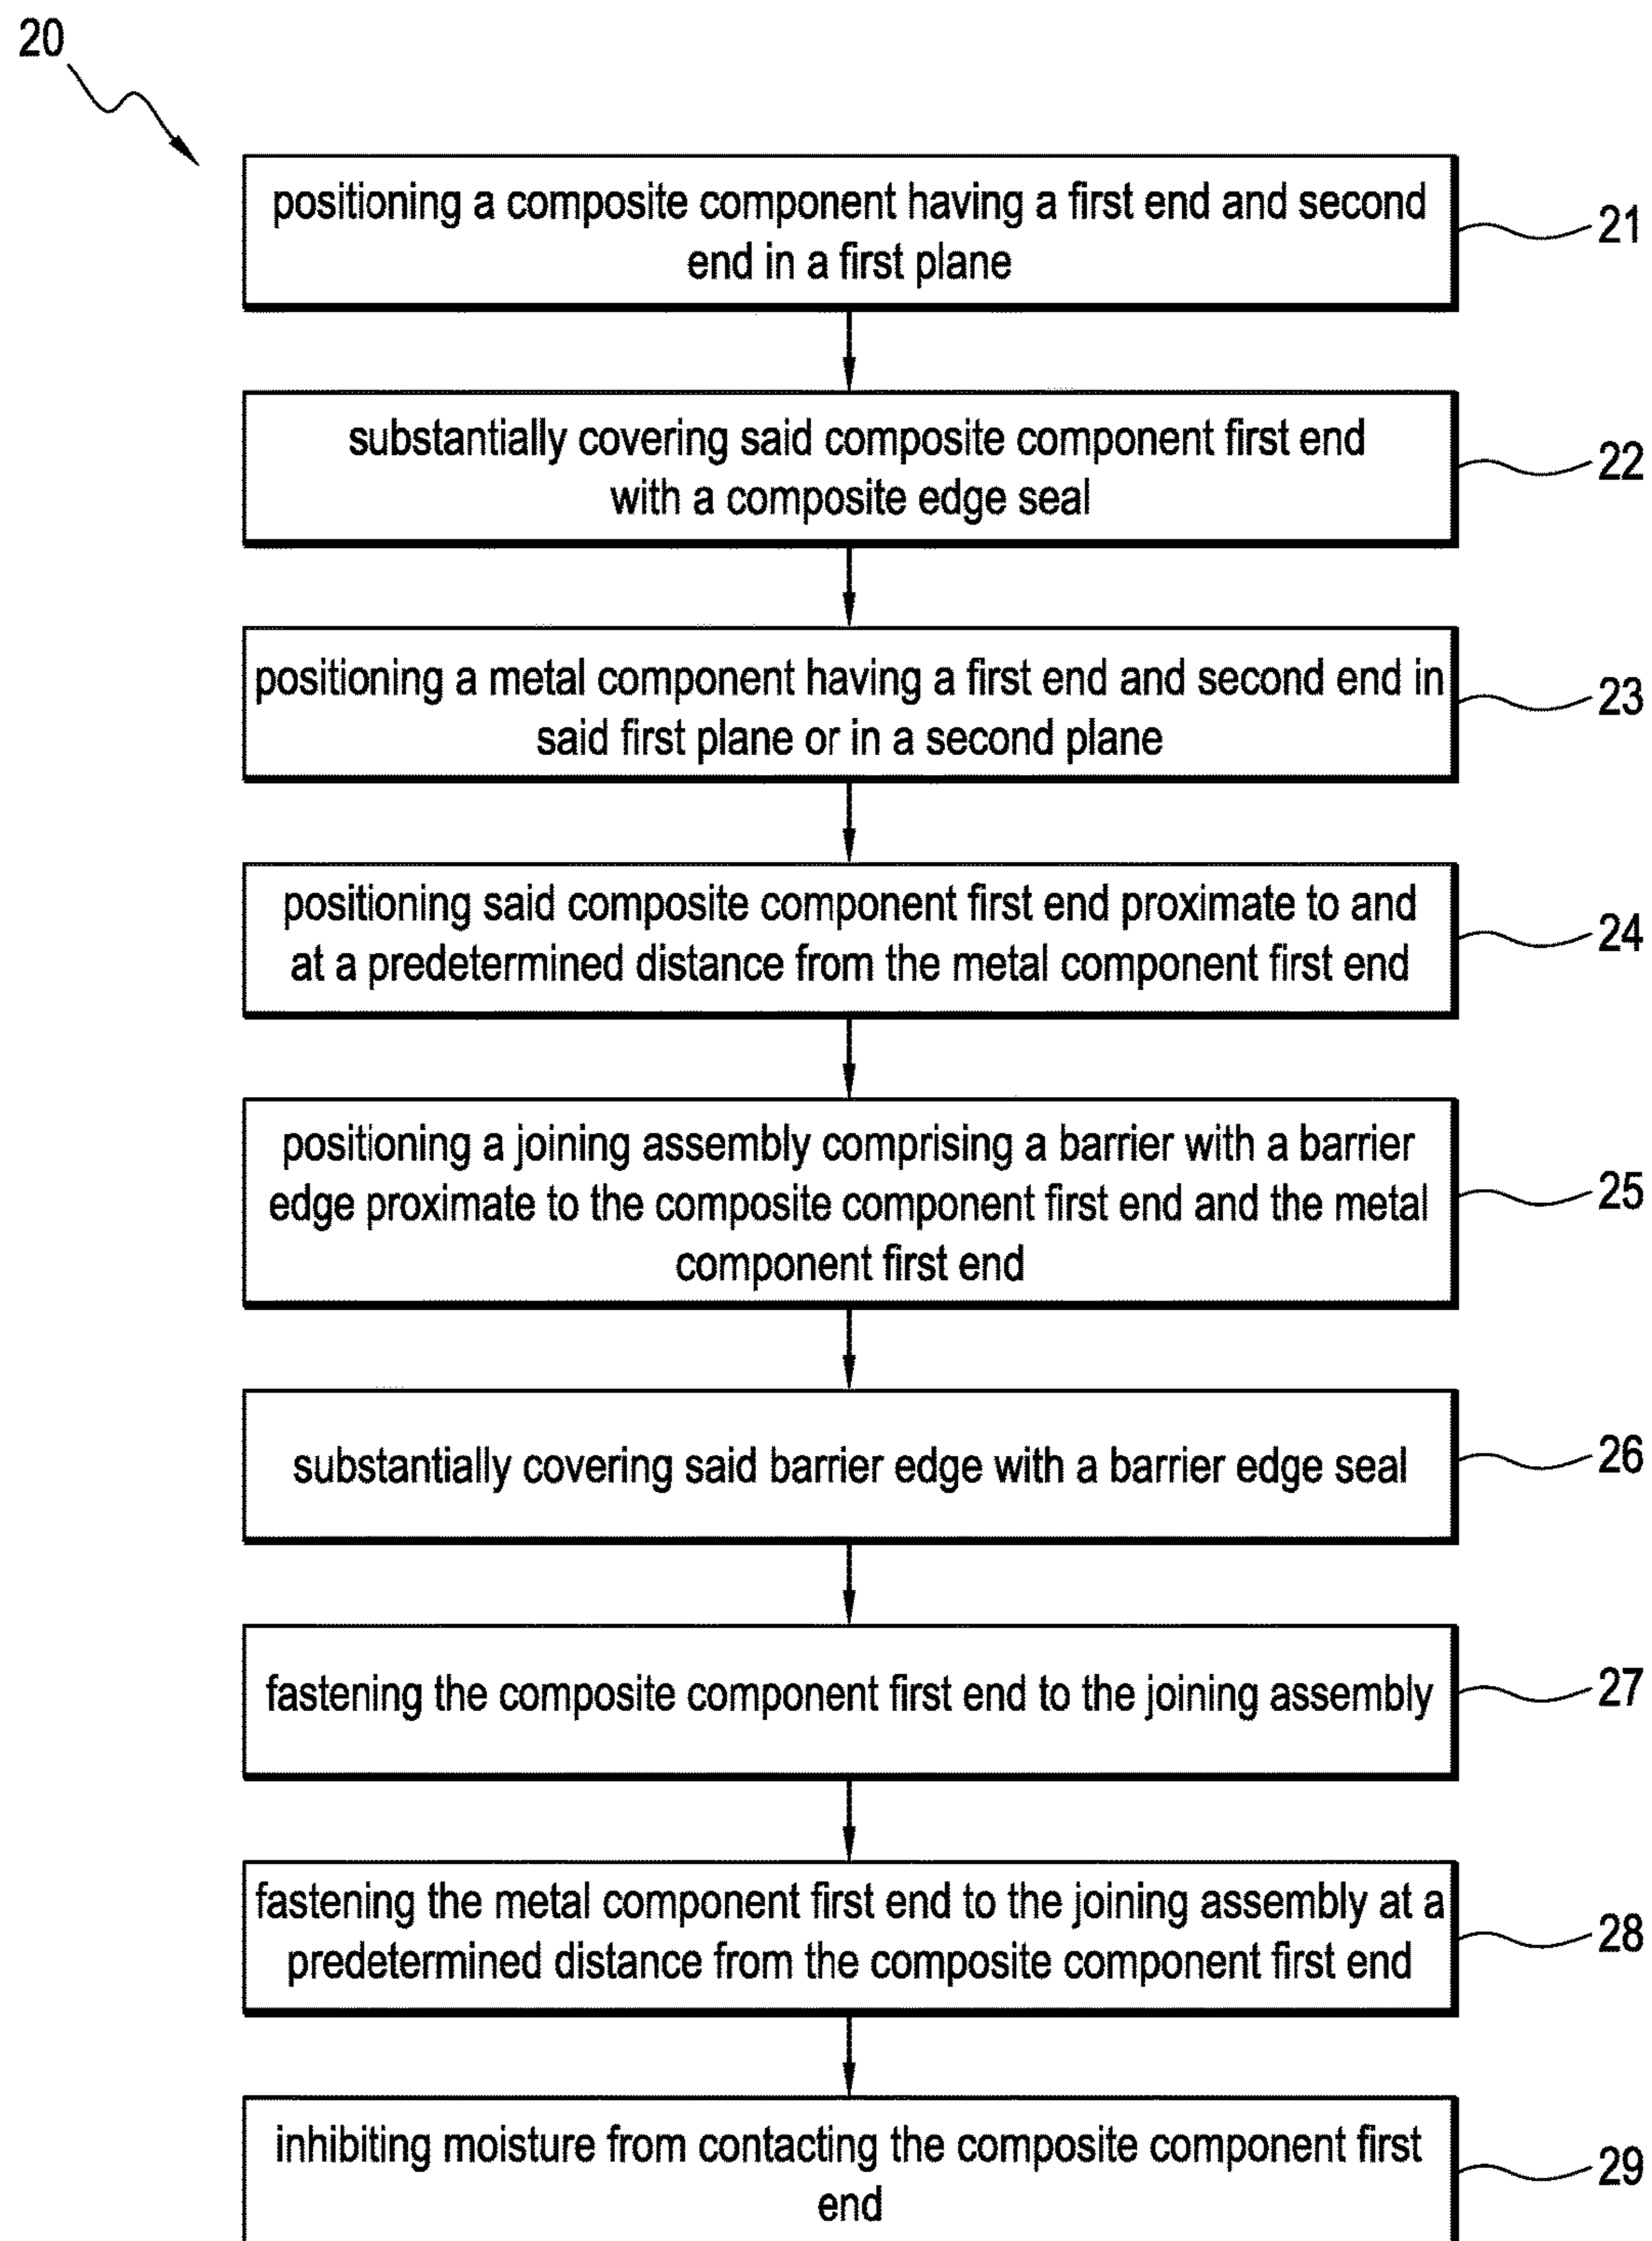 20
positioning a composite component having a first end and second
end in a first plane
21
substantially covering said composite component first end
with a composite edge seal
22
positioning a metal component having a first end and second end in
said first plane or in a second plane
23
positioning said composite component first end proximate to and
at a predetermined distance from the metal component first end
24
positioning a joining assembly comprising a barrier with a barrier
edge proximate to the composite component first end and the metal
component first end
25
substantially covering said barrier edge with a barrier edge seal
26
fastening the composite component first end to the joining assembly
27
fastening the metal component first end to the joining assembly at a
predetermined distance from the composite component first end
28
inhibiting moisture from contacting the composite component first
end
29